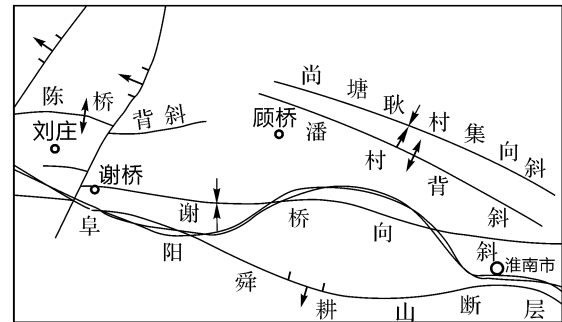 陈桥背斜
刘庄
顾桥
尚塘耿村集向斜
潘村背斜
谢桥
谢桥向斜
阜阳
淮南市
舜耕山断层